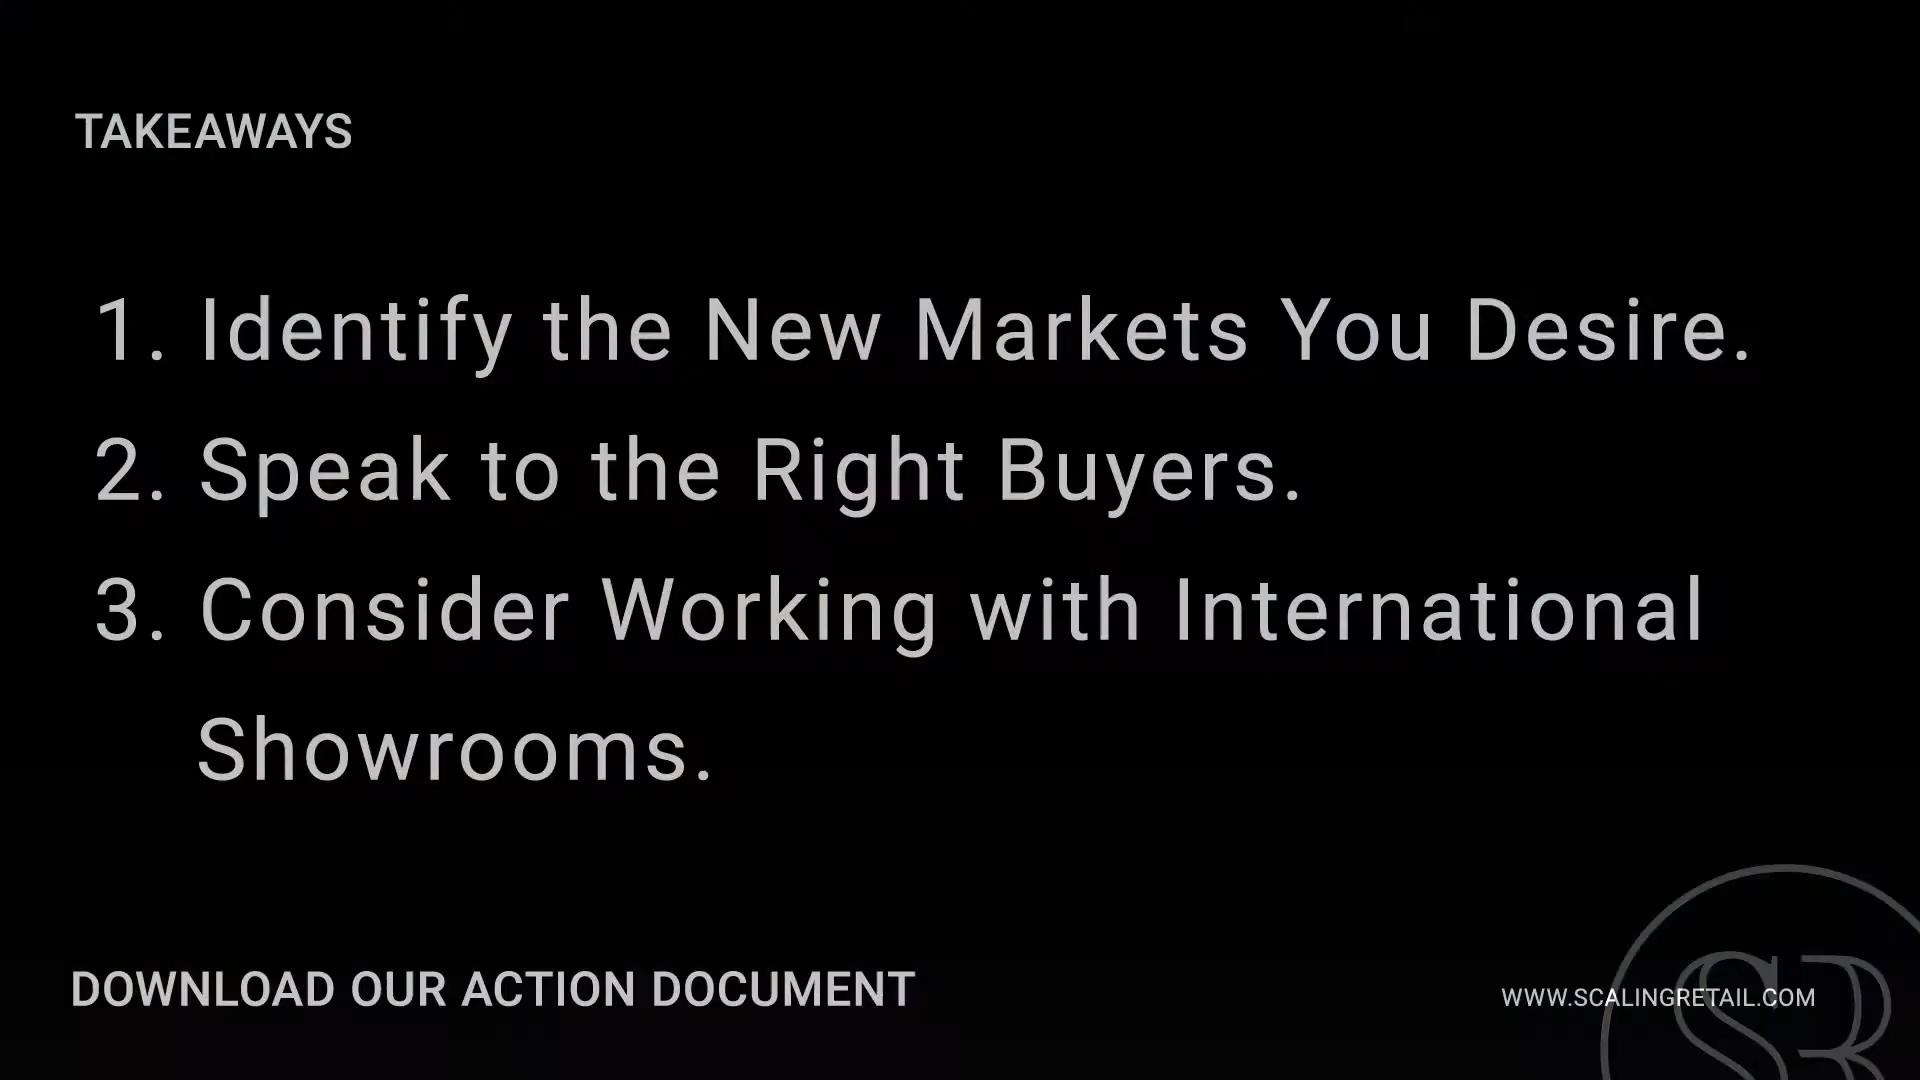 TAKEAWAYS
1. Identify the New Markets You Desire.
2. Speak to the Right Buyers.
3. Consider Working with International
Showrooms.
DOWNLOAD OUR ACTION DOCUMENT
WWW.SCALINGRETAIL.COM
SR